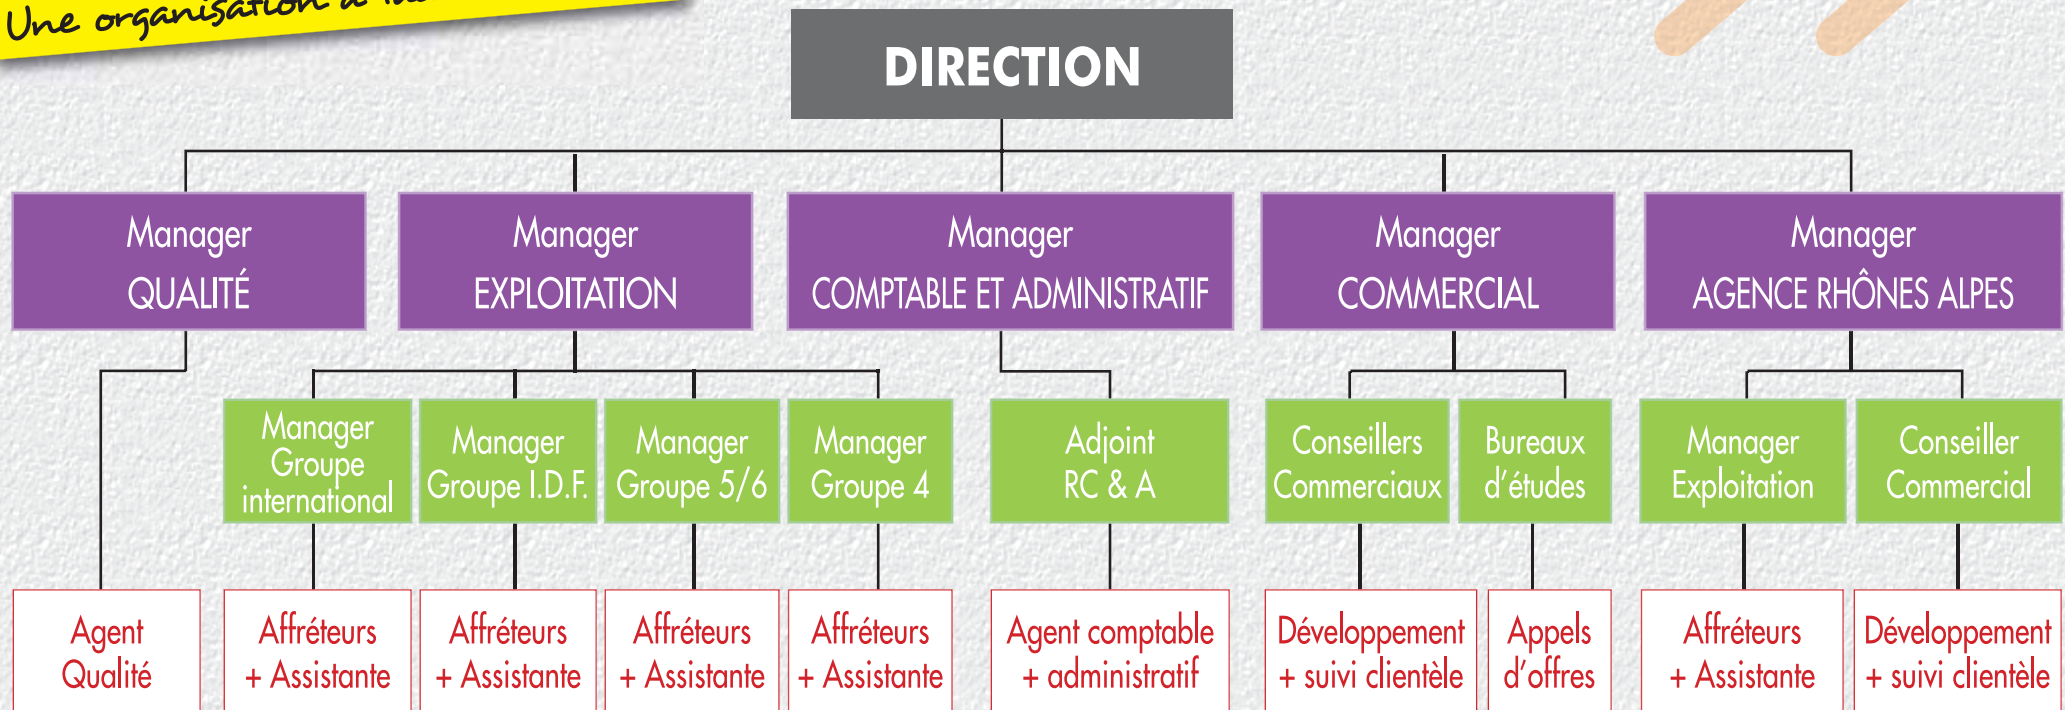 Une organisation à
DIRECTION
Manager
QUALITÉ
Manager
EXPLOITATION
Manager
COMPTABLE ET ADMINISTRATIF
Manager
COMMERCIAL
Manager
AGENCE RHÔNES ALPES
Manager
Groupe
international
Manager
Groupe I.D.F.
Manager
Groupe 5/6
Manager
Groupe 4
Adjoint
RC & A
Conseillers
Commerciaux
Bureaux
d'études
Manager
Exploitation
Conseiller
Commercial
Agent
Qualité
Affréteurs
+ Assistante
Affréteurs
+ Assistante
Affréteurs
+ Assistante
Affréteurs
+ Assistante
Agent comptable
+ administratif
Développement
+ suivi clientèle
Appels
d'offres
Affréteurs
+ Assistante
Développement
+ suivi clientèle